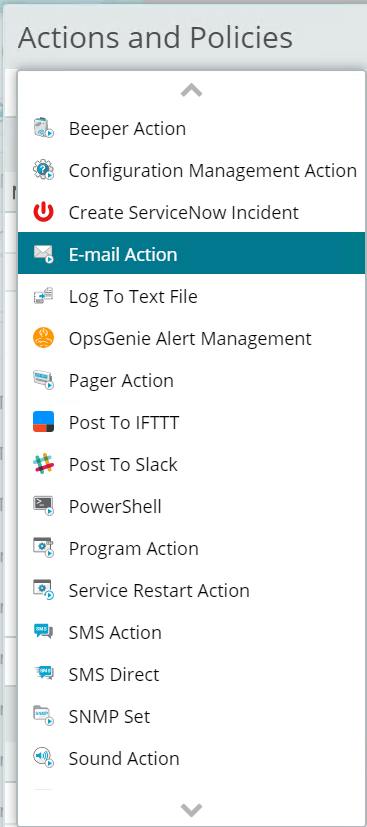 Actions and Policies
Beeper Action
Configuration Management Action
Create ServiceNow Incident
E-mail Action
Log To Text File
OpsGenie Alert Management
Pager Action
Post To IFTTT
Post To Slack
PowerShell
Program Action
Service Restart Action
SMS Action
SMS Direct
SNMP Set
Sound Action